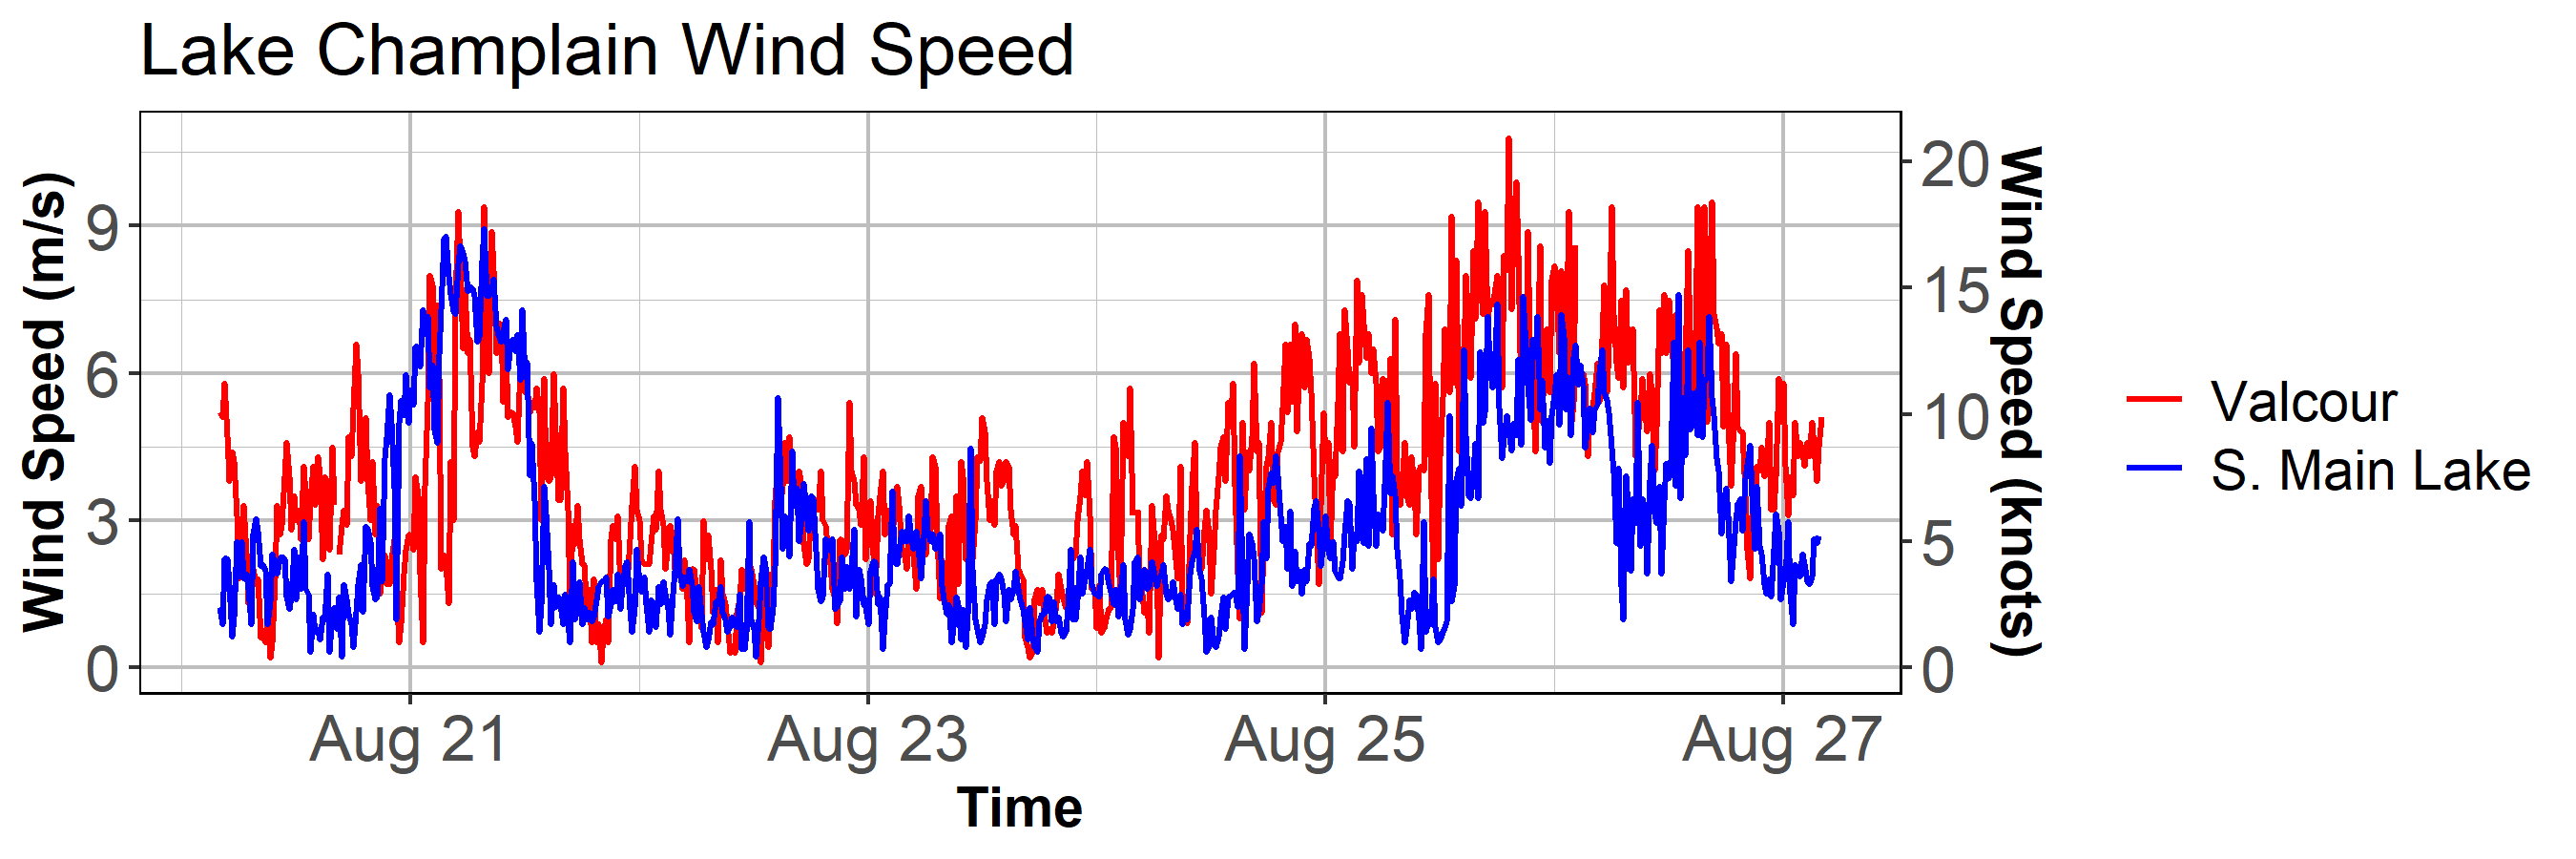 Lake Champlain Wind Speed
Wind Speed (m/s)
9
6
3
0
20
15
10
5
0
Wind Speed (knots)
Aug 21
Aug 23
Aug 25
Aug 27
Time
Valcour
S. Main Lake